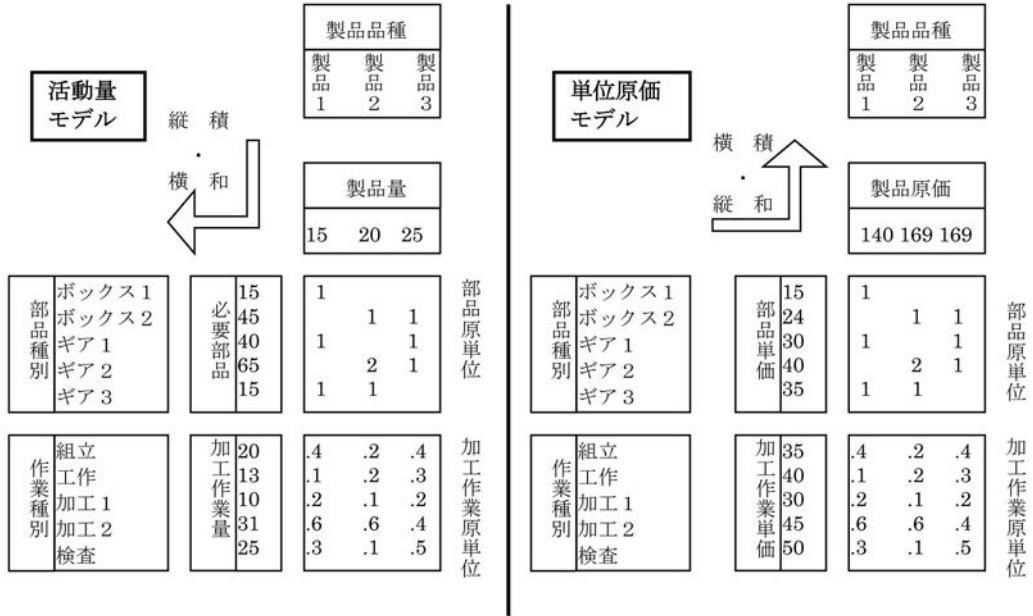 製品品種
製品1 製品2 製品3
活動量
モデル
縦 積
・
横 和
製品量
15 20 25
部品種別
ボックス1
ボックス2
ギア1
ギア2
ギア3
必要部品
15
45
40
65
15
1
1 1
1 1
2 1
1 1
部品原単位
作業種別
組立
工作
加工1
加工2
検査
加工作業量
20
13
10
31
25
.4 .2 .4
.1 .2 .3
.2 .1 .2
.6 .6 .4
.3 .1 .5
加工作業原単位
製品品種
製品1 製品2 製品3
単位原価
モデル
横 積
・
縦 和
製品原価
140 169 169
部品種別
ボックス1
ボックス2
ギア1
ギア2
ギア3
部品単価
15
24
30
40
35
1
1 1
1 1
2 1
1 1
部品原単位
作業種別
組立
工作
加工1
加工2
検査
加工作業単価
35
40
30
45
50
.4 .2 .4
.1 .2 .3
.2 .1 .2
.6 .6 .4
.3 .1 .5
加工作業原単位